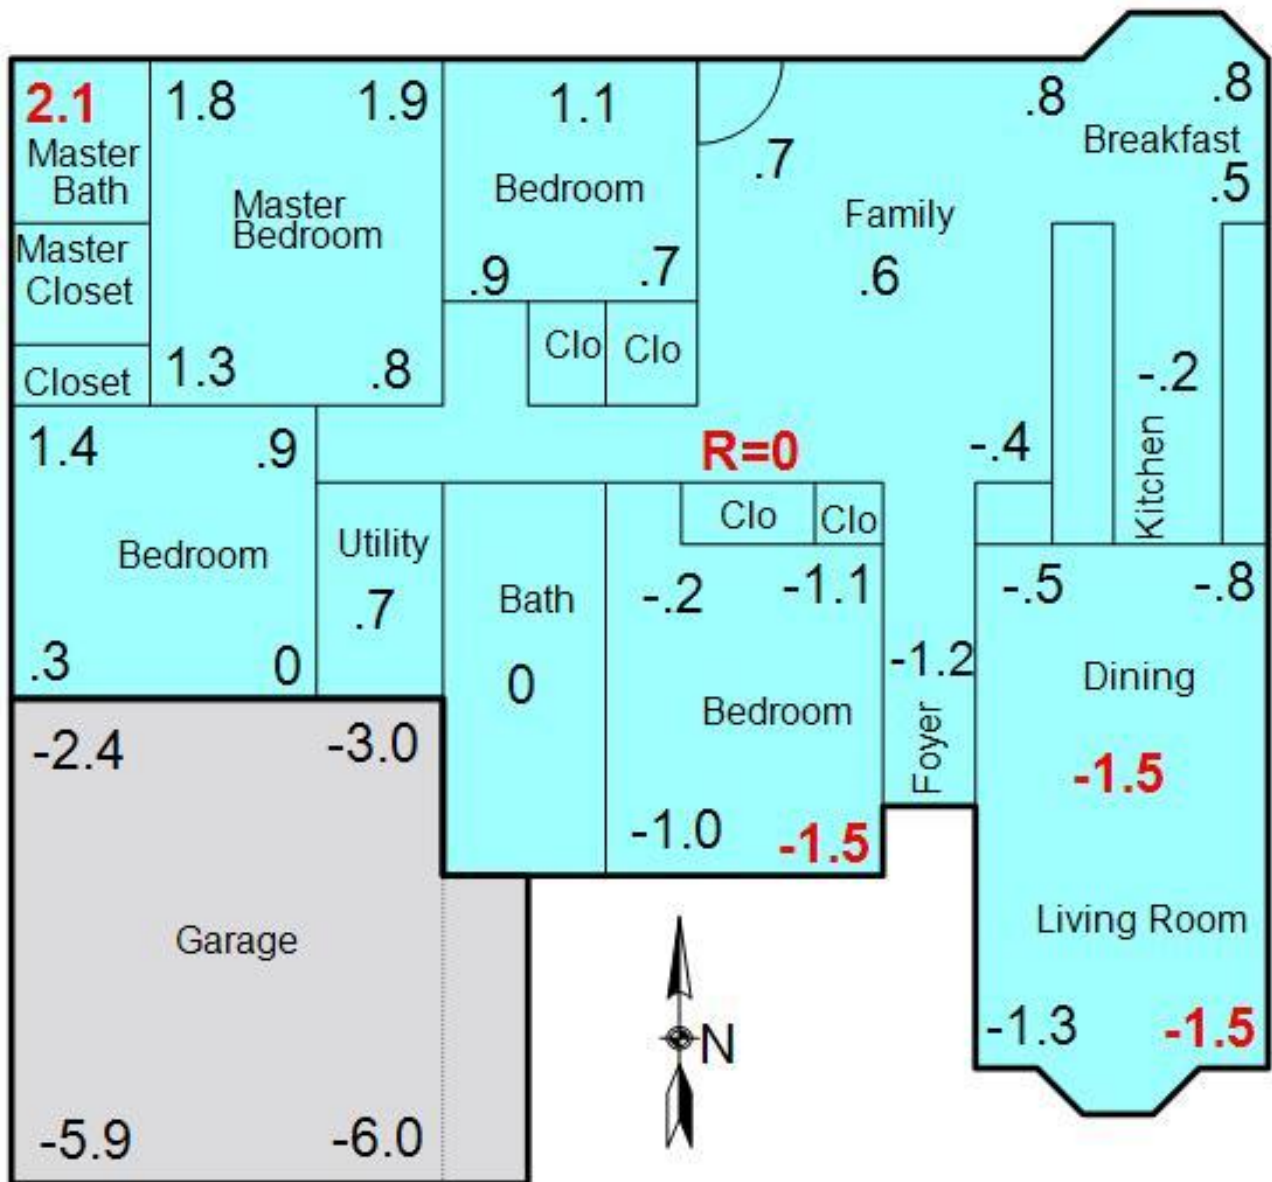 2.1 1.8 1.9 1.1 .8 .8
Master
Bath
Master
Bedroom
Bedroom
.7
Family
Breakfast
.5
Master
Closet
.9 .7
.6
Closet
1.3 .8
Clo Clo
-.2
Kitchen
1.4 .9
R=0
-.4
Bedroom
Utility
.7
Clo Clo
.3 0
Bath
0
-.2 -1.1
Bedroom
-1.0 -1.5
-1.2
Foyer
-.5 -.8
Dining
-1.5
Living Room
-1.3 -1.5
-2.4 -3.0
Garage
-5.9 -6.0
N